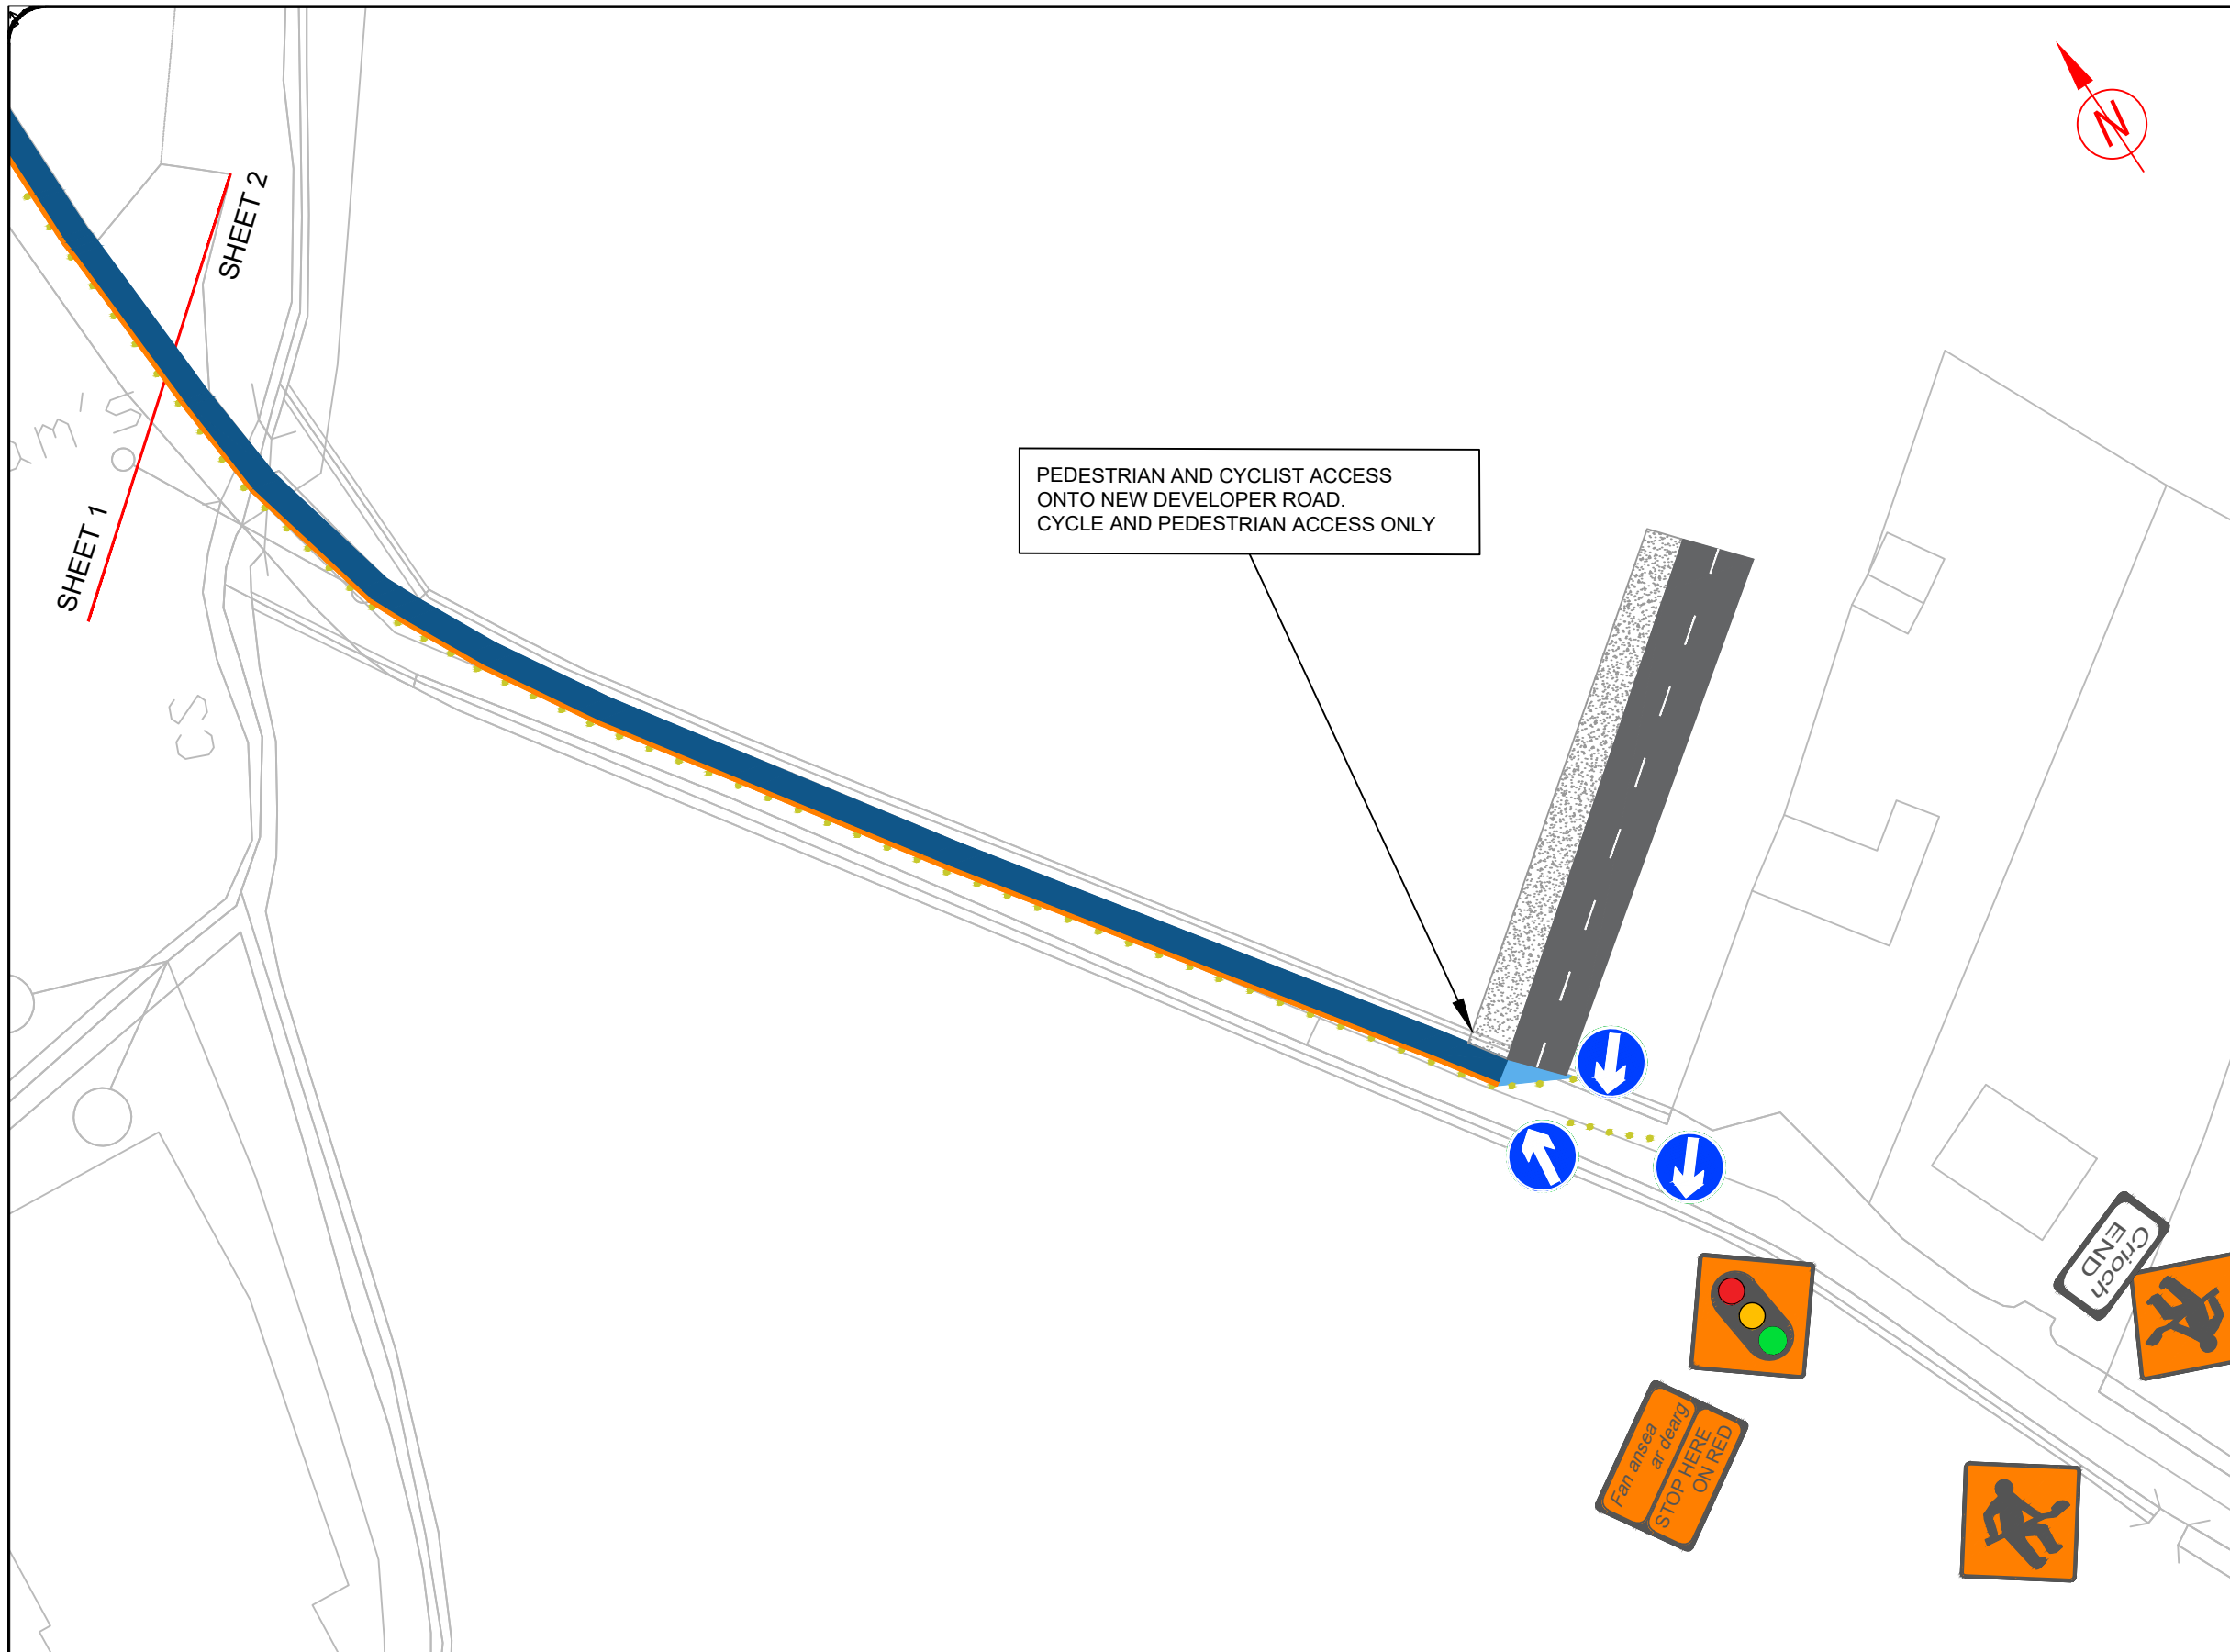 SHEET 2
SHEET 1
PEDESTRIAN AND CYCLIST ACCESS
ONTO NEW DEVELOPER ROAD.
CYCLE AND PEDESTRIAN ACCESS ONLY
N
Críoch
END
Fan ansea
ar dearg
STOP HERE
ON RED